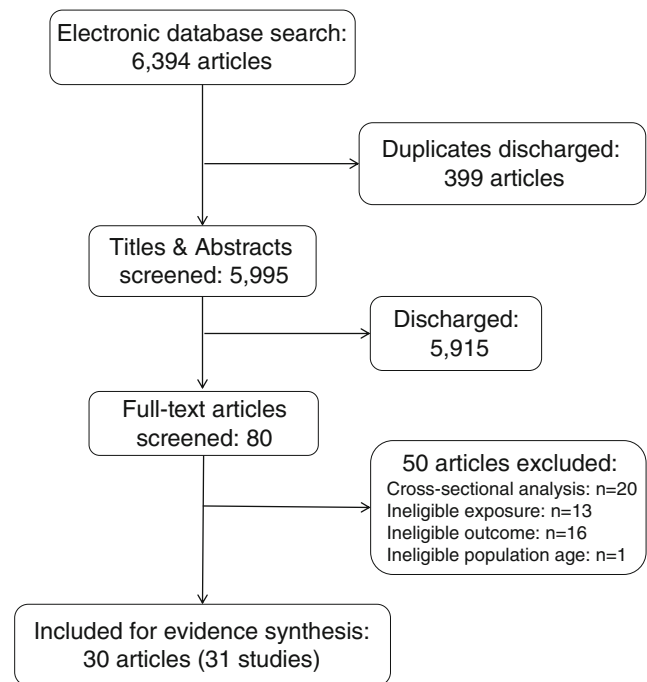 Electronic database search:
6,394 articles
Duplicates discharged:
399 articles
Titles & Abstracts
screened: 5,995
Discharged:
5,915
Full-text articles
screened: 80
50 articles excluded:
Cross-sectional analysis: n=20
Ineligible exposure: n=13
Ineligible outcome: n=16
Ineligible population age: n=1
Included for evidence synthesis:
30 articles (31 studies)